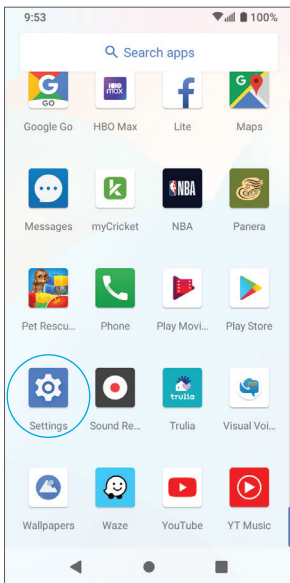 9:53 100%
Search apps
G GO HBO max f G
Google Go HBO Max Lite Maps
NBA
Messages myCricket NBA Panera
Pet Rescu... Phone Play Movi... Play Store
trulia
Settings Sound Re... Trulia Visual Voi...
Wallpapers Waze YouTube YT Music